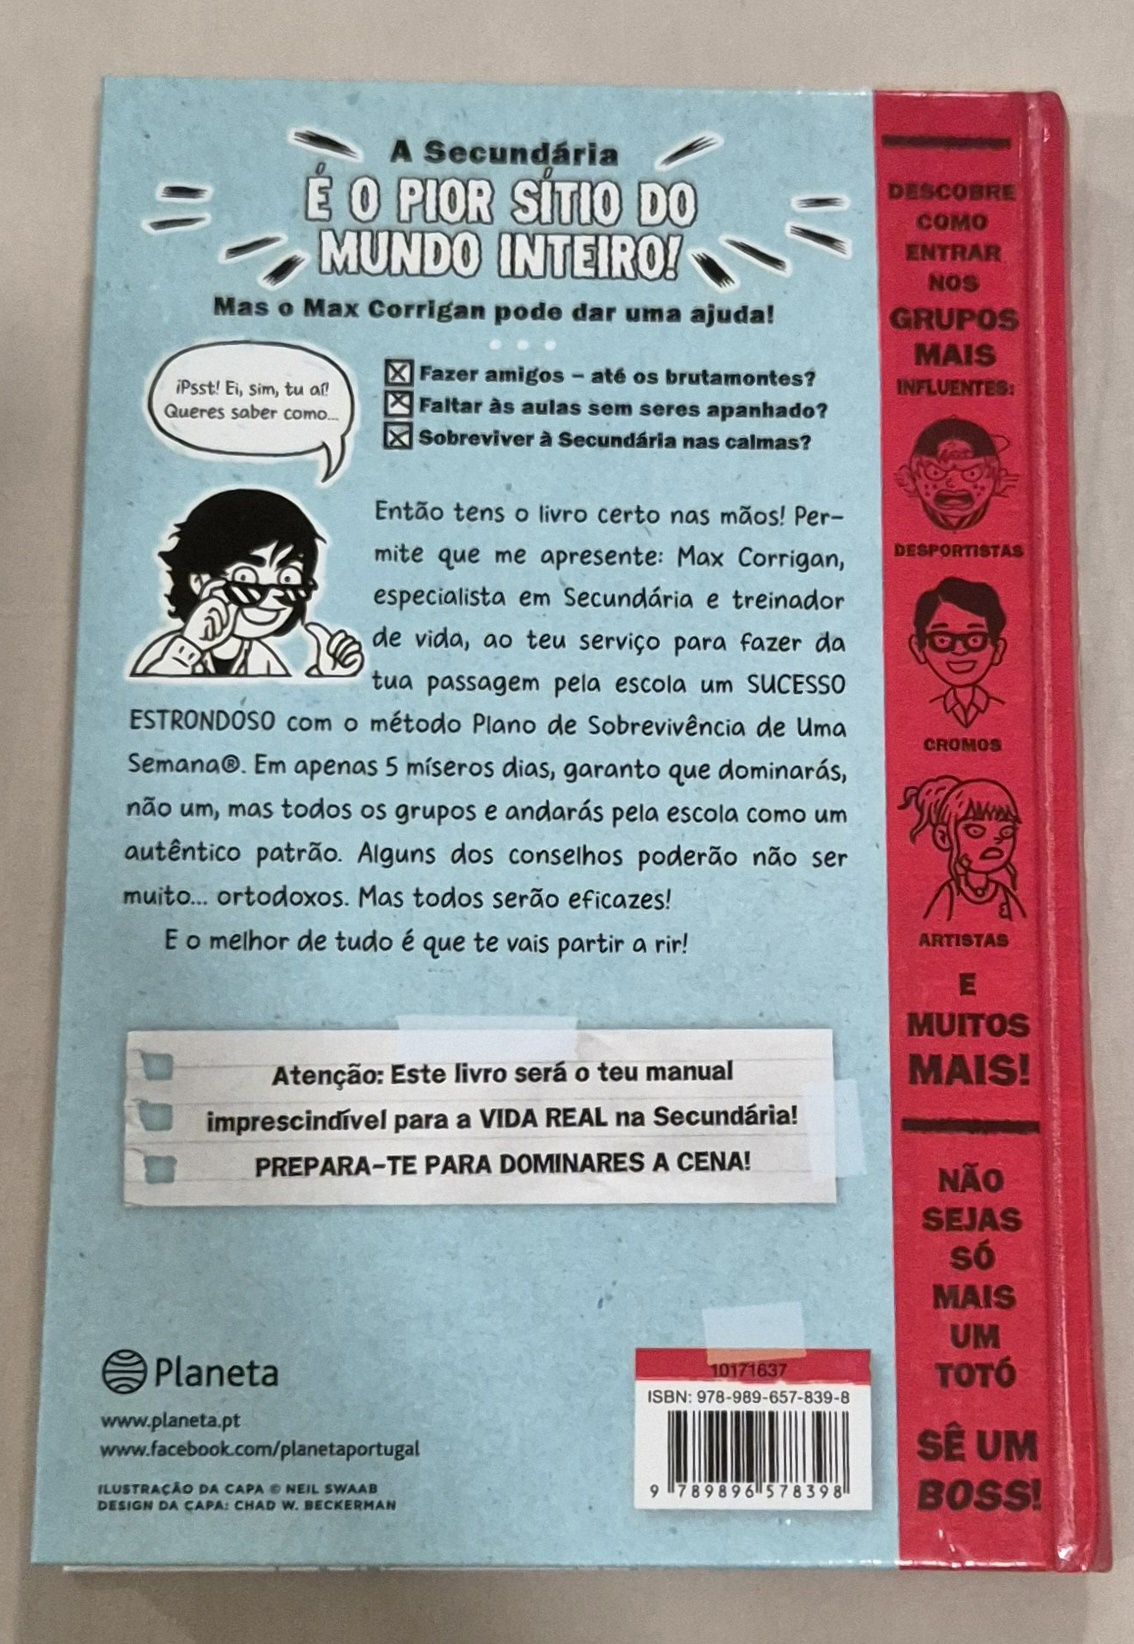 A Secundária
É O PIOR SÍTIO DO
MUNDO INTEIRO!
Mas o Max Corrigan pode dar uma ajuda!
¡Psst! Ei, sim, tu aí!
Queres saber como...
Fazer amigos – até os brutamontes?
Faltar às aulas sem seres apanhado?
Sobreviver à Secundária nas calmas?
Então tens o livro certo nas mãos! Per-
mite que me apresente: Max Corrigan,
especialista em Secundária e treinador
de vida, ao teu serviço para fazer da
tua passagem pela escola um SUCESSO
ESTRONDOSO com o método Plano de Sobrevivência de Uma
Semana®. Em apenas 5 míseros dias, garanto que dominarás,
não um, mas todos os grupos e andarás pela escola como um
autêntico patrão. Alguns dos conselhos poderão não ser
muito... ortodoxos. Mas todos serão eficazes!
E o melhor de tudo é que te vais partir a rir!
Atenção: Este livro será o teu manual
imprescindível para a VIDA REAL na Secundária!
PREPARA-TE PARA DOMINARES A CENA!
Planeta
www.planeta.pt
www.facebook.com/planetaportugal
ILUSTRAÇÃO DA CAPA © NEIL SWAAB
DESIGN DA CAPA: CHAD W. BECKERMAN
10171637
ISBN: 978-989-657-839-8
9 789896 578398
DESCOBRE
COMO
ENTRAR
NOS
GRUPOS
MAIS
INFLUENTES:
DESPORTISTAS
CROMOS
ARTISTAS
E
MUITOS
MAIS!
NÃO
SEJAS
SÓ
MAIS
UM
TOTÓ
SÊ UM
BOSS!